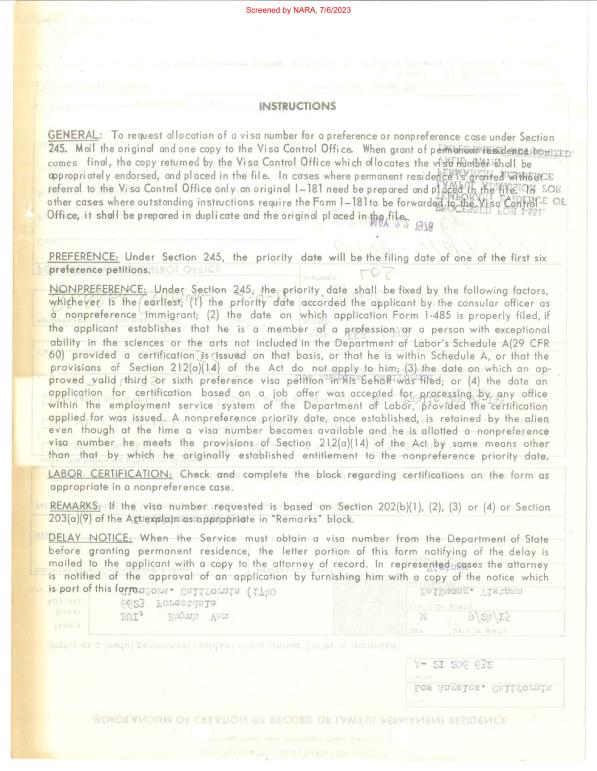 Screened by NARA, 7/6/2023
INSTRUCTIONS
GENERAL: To request allocation of a visa number for a preference or nonpreference case under Section
245. Mail the original and one copy to the Visa Control Office. When grant of permanent residence be-
comes final, the copy returned by the Visa Control Office which allocates the visa number shall be
appropriately endorsed, and placed in the file. In cases where permanent residence is granted without
referral to the Visa Control Office only an original I-181 need be prepared and placed in the file. In
other cases where outstanding instructions require the Form I-181 to be forwarded to the Visa Control
Office, it shall be prepared in duplicate and the original placed in the file.
PREFERENCE: Under Section 245, the priority date will be the filing date of one of the first six
preference petitions.
NONPREFERENCE: Under Section 245, the priority date shall be fixed by the following factors,
whichever is the earliest; (1) the priority date accorded the applicant by the consular officer as
a nonpreference immigrant; (2) the date on which application Form I-485 is properly filed, if
the applicant establishes that he is a member of a profession or a person with exceptional
ability in the sciences or the arts not included in the Department of Labor's Schedule A(29 CFR
60) provided a certification is issued on that basis, or that he is within Schedule A, or that the
provisions of Section 212(a)(14) of the Act do not apply to him; (3) the date on which an ap-
proved valid third or sixth preference visa petition in his behalf was filed; or (4) the date an
application for certification based on a job offer was accepted for processing by any office
within the employment service system of the Department of Labor, provided the certification
applied for was issued. A nonpreference priority date, once established, is retained by the alien
even though at the time a visa number becomes available and he is allotted a nonpreference
visa number he meets the provisions of Section 212(a)(14) of the Act by some means other
than that by which he originally established entitlement to the nonpreference priority date.
LABOR CERTIFICATION: Check and complete the block regarding certifications on the form as
appropriate in a nonpreference case.
REMARKS: If the visa number requested is based on Section 202(b)(1), (2), (3) or (4) or Section
203(a)(9) of the Act explain as appropriate in "Remarks" block.
DELAY NOTICE: When the Service must obtain a visa number from the Department of State
before granting permanent residence, the letter portion of this form notifying of the delay is
mailed to the applicant with a copy to the attorney of record. In represented cases the attorney
is notified of the approval of an application by furnishing him with a copy of the notice which
is part of this form.